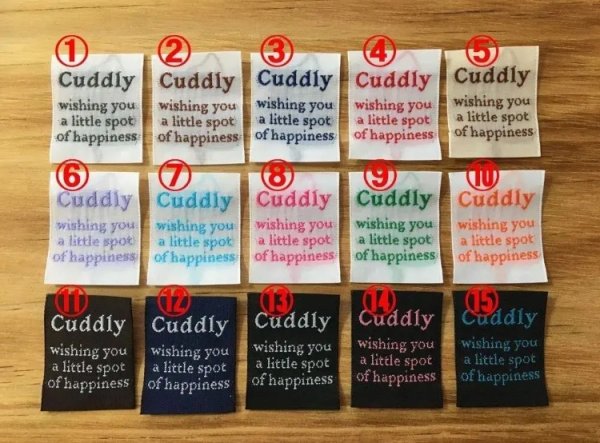 ① ② ③ ④ ⑤
Cuddly Cuddly Cuddly Cuddly Cuddly
wishing you wishing you wishing you wishing you wishing you
a little spot a little spot a little spot a little spot a little spot
of happiness of happiness of happiness of happiness of happiness
⑥ ⑦ ⑧ ⑨ ⑩
Cuddly Cuddly Cuddly Cuddly Cuddly
wishing you wishing you wishing you wishing you wishing you
a little spot a little spot a little spot a little spot a little spot
of happiness of happiness of happiness of happiness of happiness
⑪ ⑫ ⑬ ⑭ ⑮
Cuddly Cuddly Cuddly Cuddly Cuddly
wishing you wishing you wishing you wishing you wishing you
a little spot a little spot a little spot a little spot a little spot
of happiness of happiness of happiness of happiness of happiness